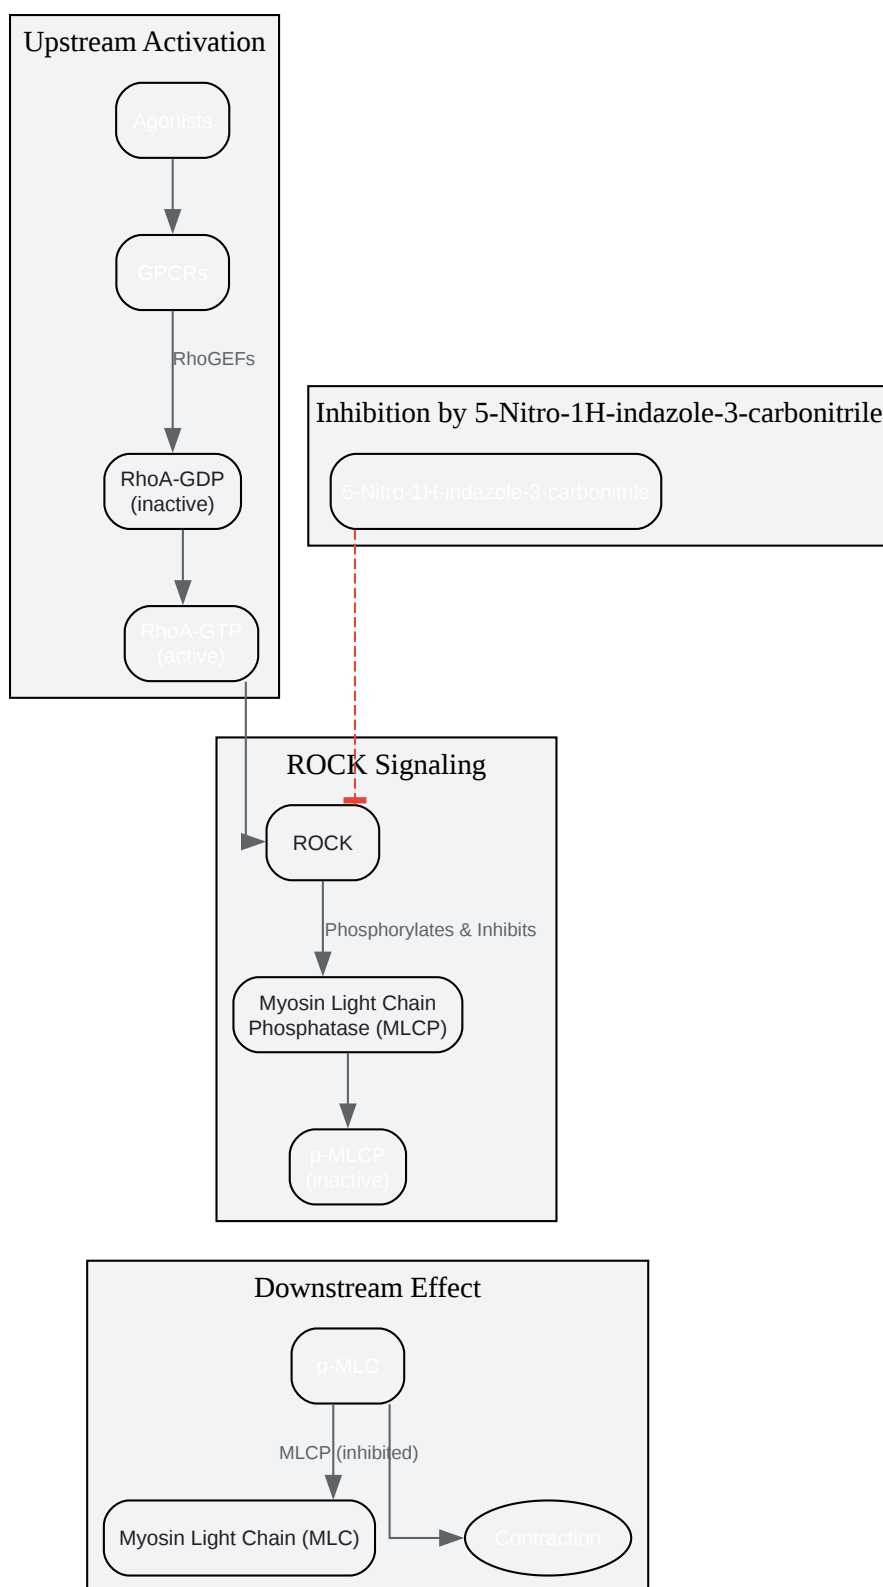 Upstream Activation
Agonists
GPCRs
RhoGEFs
Inhibition by 5-Nitro-1H-indazole-3-carbonitrile
5-Nitro-1H-indazole-3-carbonitrile
RhoA-GDP
(inactive)
RhoA-GTP
(active)
ROCK Signaling
ROCK
Phosphorylates & Inhibits
Myosin Light Chain
Phosphatase (MLCP)
p-MLCP
(inactive)
Downstream Effect
p-MLC
MLCP (inhibited)
Myosin Light Chain (MLC)
Contraction